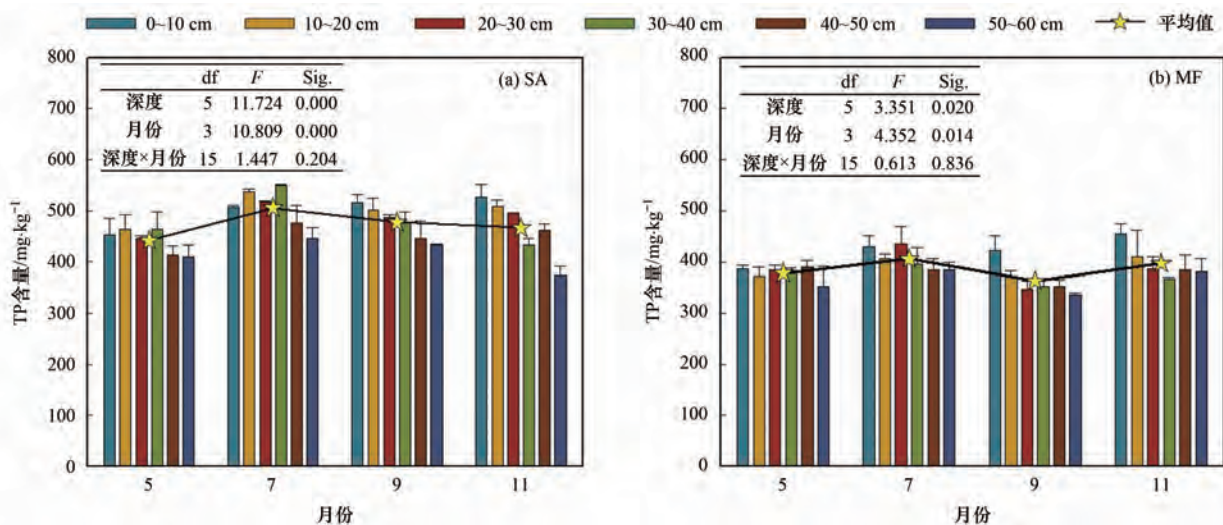 0~10 cm 10~20 cm 20~30 cm 30~40 cm 40~50 cm 50~60 cm 平均值
800
700
600
500
400
300
200
100
0
TP含量/mg·kg⁻¹
df F Sig.
深度 5 11.724 0.000
月份 3 10.809 0.000
深度×月份 15 1.447 0.204
(a) SA
5 7 9 11
月份
800
700
600
500
400
300
200
100
0
TP含量/mg·kg⁻¹
df F Sig.
深度 5 3.351 0.020
月份 3 4.352 0.014
深度×月份 15 0.613 0.836
(b) MF
5 7 9 11
月份